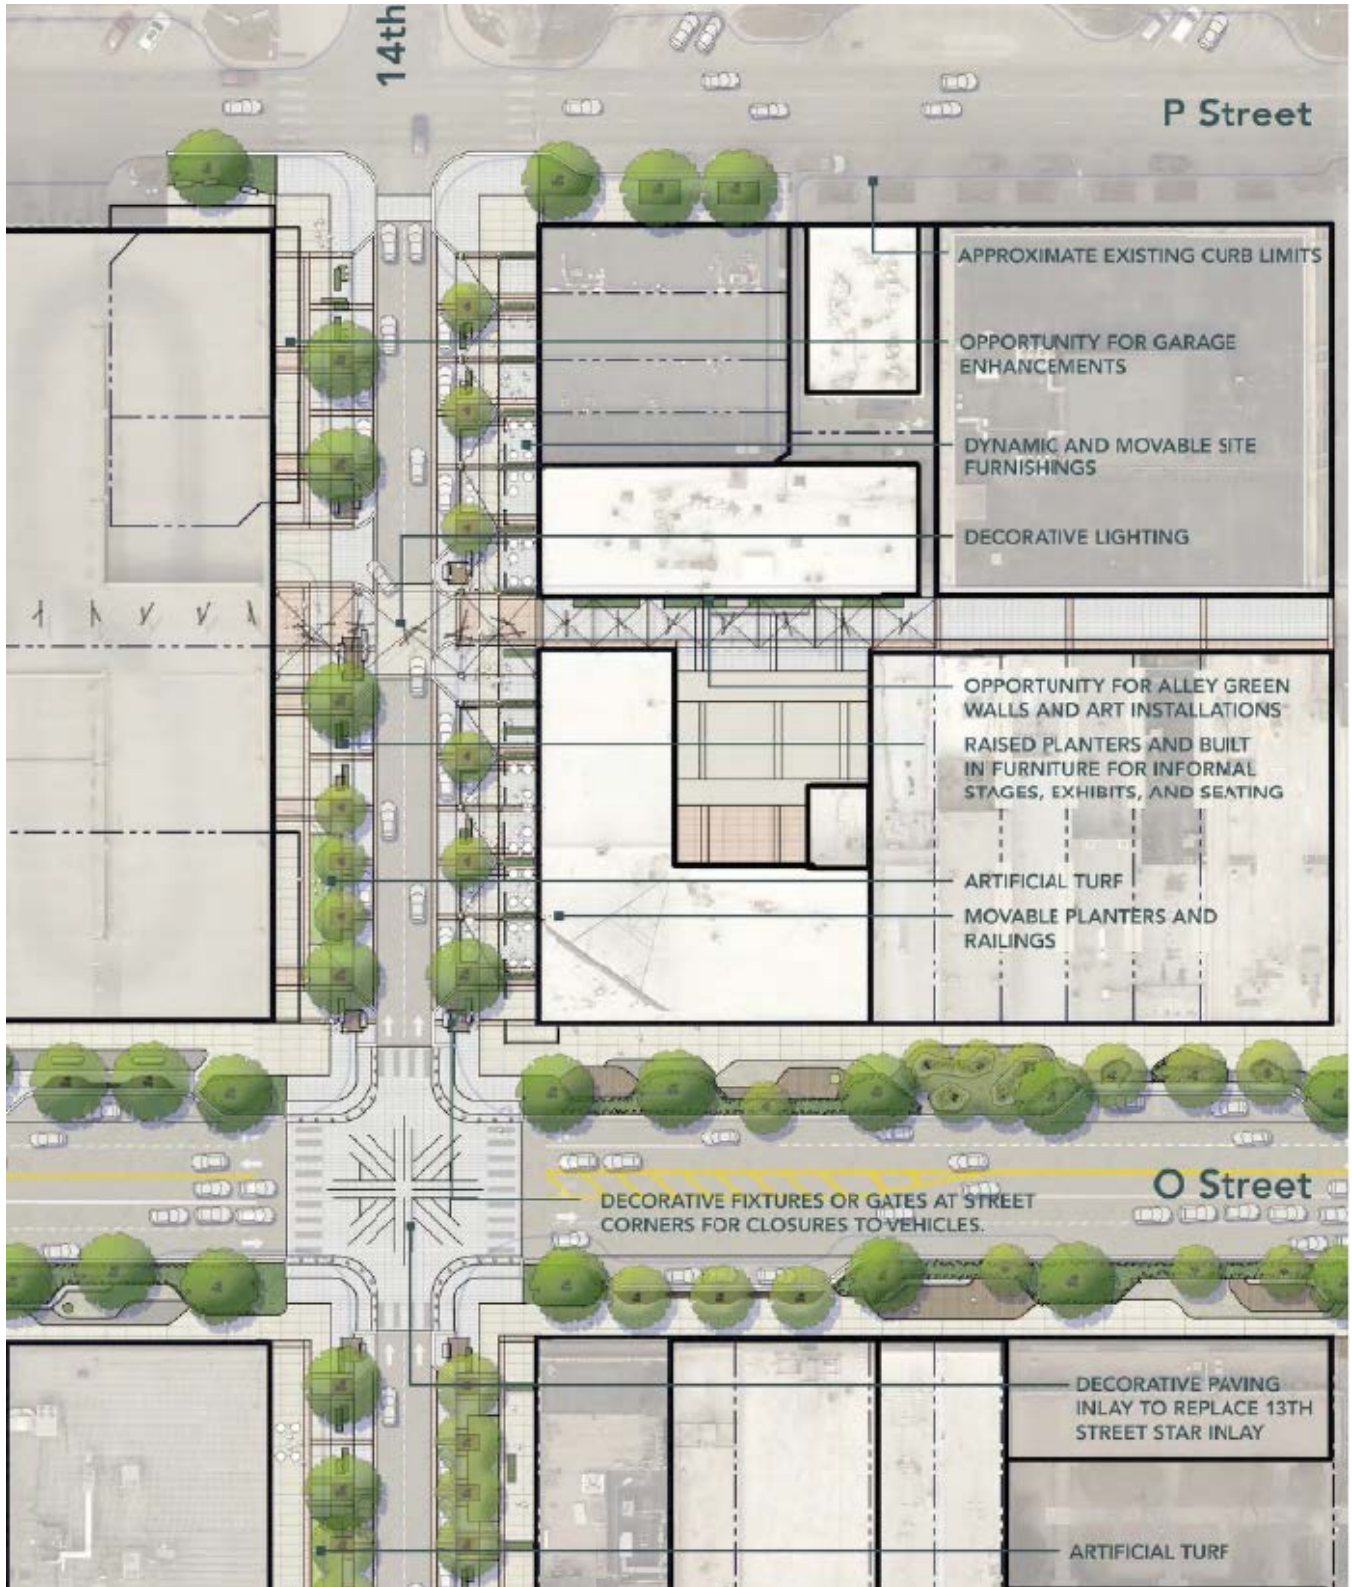 14th
P Street
APPROXIMATE EXISTING CURB LIMITS
OPPORTUNITY FOR GARAGE
ENHANCEMENTS
DYNAMIC AND MOVABLE SITE
FURNISHINGS
DECORATIVE LIGHTING
OPPORTUNITY FOR ALLEY GREEN
WALLS AND ART INSTALLATIONS
RAISED PLANTERS AND BUILT
IN FURNITURE FOR INFORMAL
STAGES, EXHIBITS, AND SEATING
ARTIFICIAL TURF
MOVABLE PLANTERS AND
RAILINGS
O Street
DECORATIVE FIXTURES OR GATES AT STREET
CORNERS FOR CLOSURES TO VEHICLES.
DECORATIVE PAVING
INLAY TO REPLACE 13TH
STREET STAR INLAY
ARTIFICIAL TURF